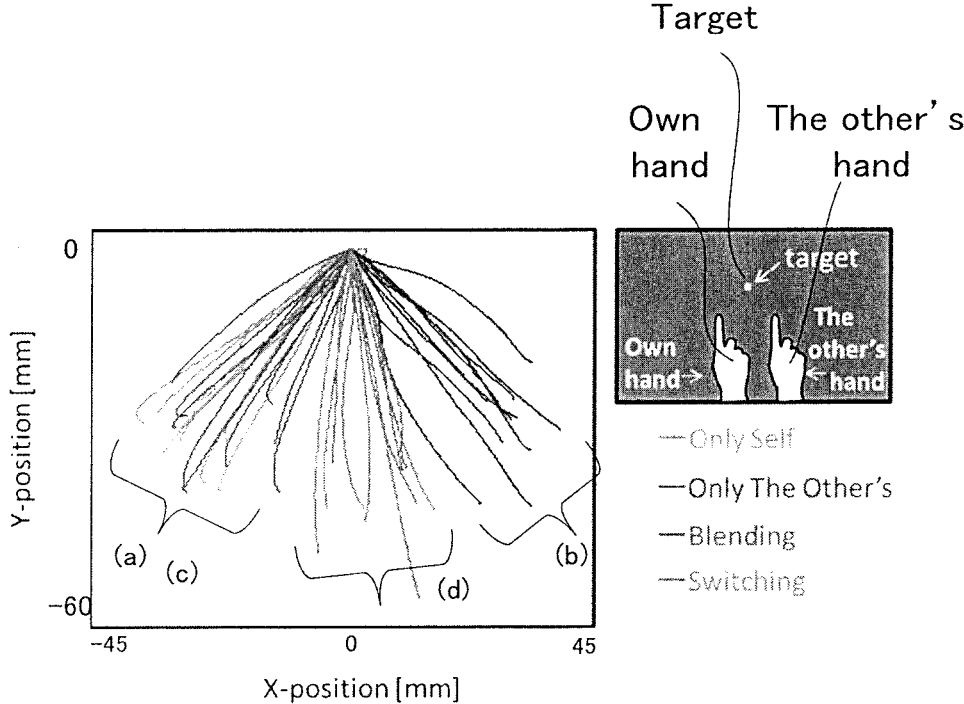 Target
Own
hand
The other's
hand
0
-60
-45
0
45
Y-position [mm]
X-position [mm]
(a)
(c)
(d)
(b)
target
Own
hand
The
other's
hand
Only Self
Only The Other's
Blending
Switching